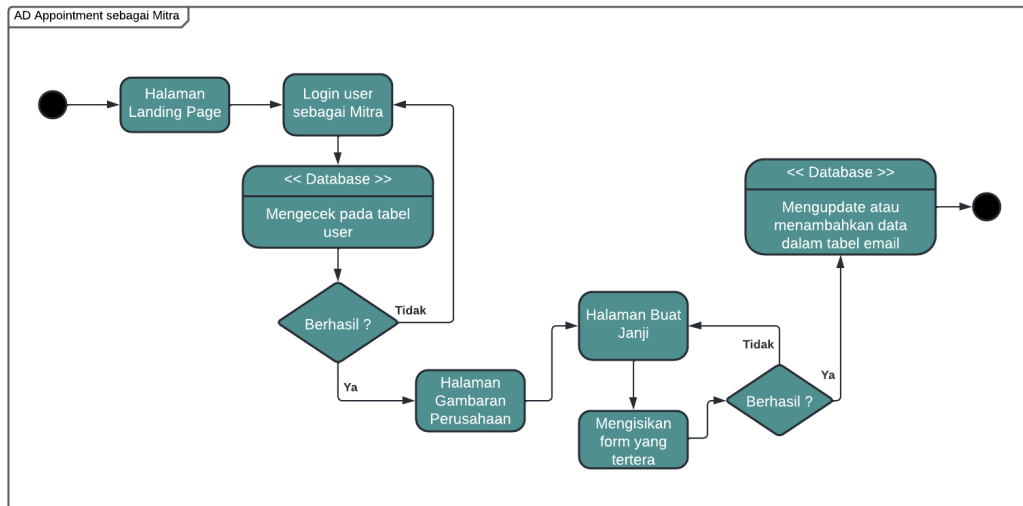 AD Appointment sebagai Mitra
Halaman
Landing Page
Login user
sebagai Mitra
<< Database >>
Mengecek pada tabel
user
Berhasil ?
Tidak
Ya
Halaman
Gambaran
Perusahaan
Halaman Buat
Janji
Mengisikan
form yang
tertera
Berhasil ?
Tidak
Ya
<< Database >>
Mengupdate atau
menambahkan data
dalam tabel email